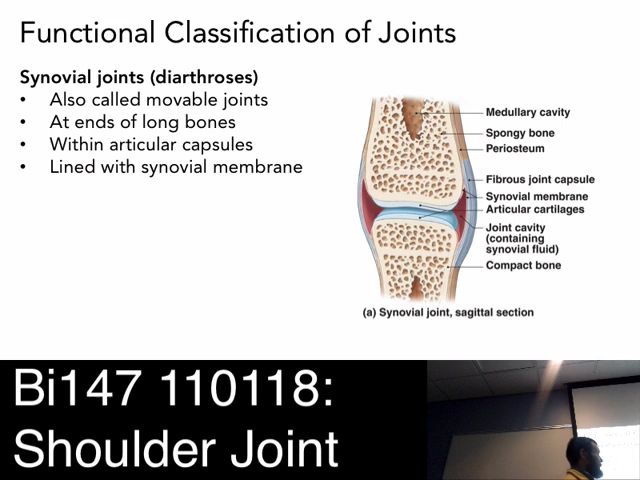 Functional Classification of Joints
Synovial joints (diarthroses)
• Also called movable joints
• At ends of long bones
• Within articular capsules
• Lined with synovial membrane
Medullary cavity
Spongy bone
Periosteum
Fibrous joint capsule
Synovial membrane
Articular cartilages
Joint cavity
(containing
synovial fluid)
Compact bone
(a) Synovial joint, sagittal section
Bi147 110118:
Shoulder Joint